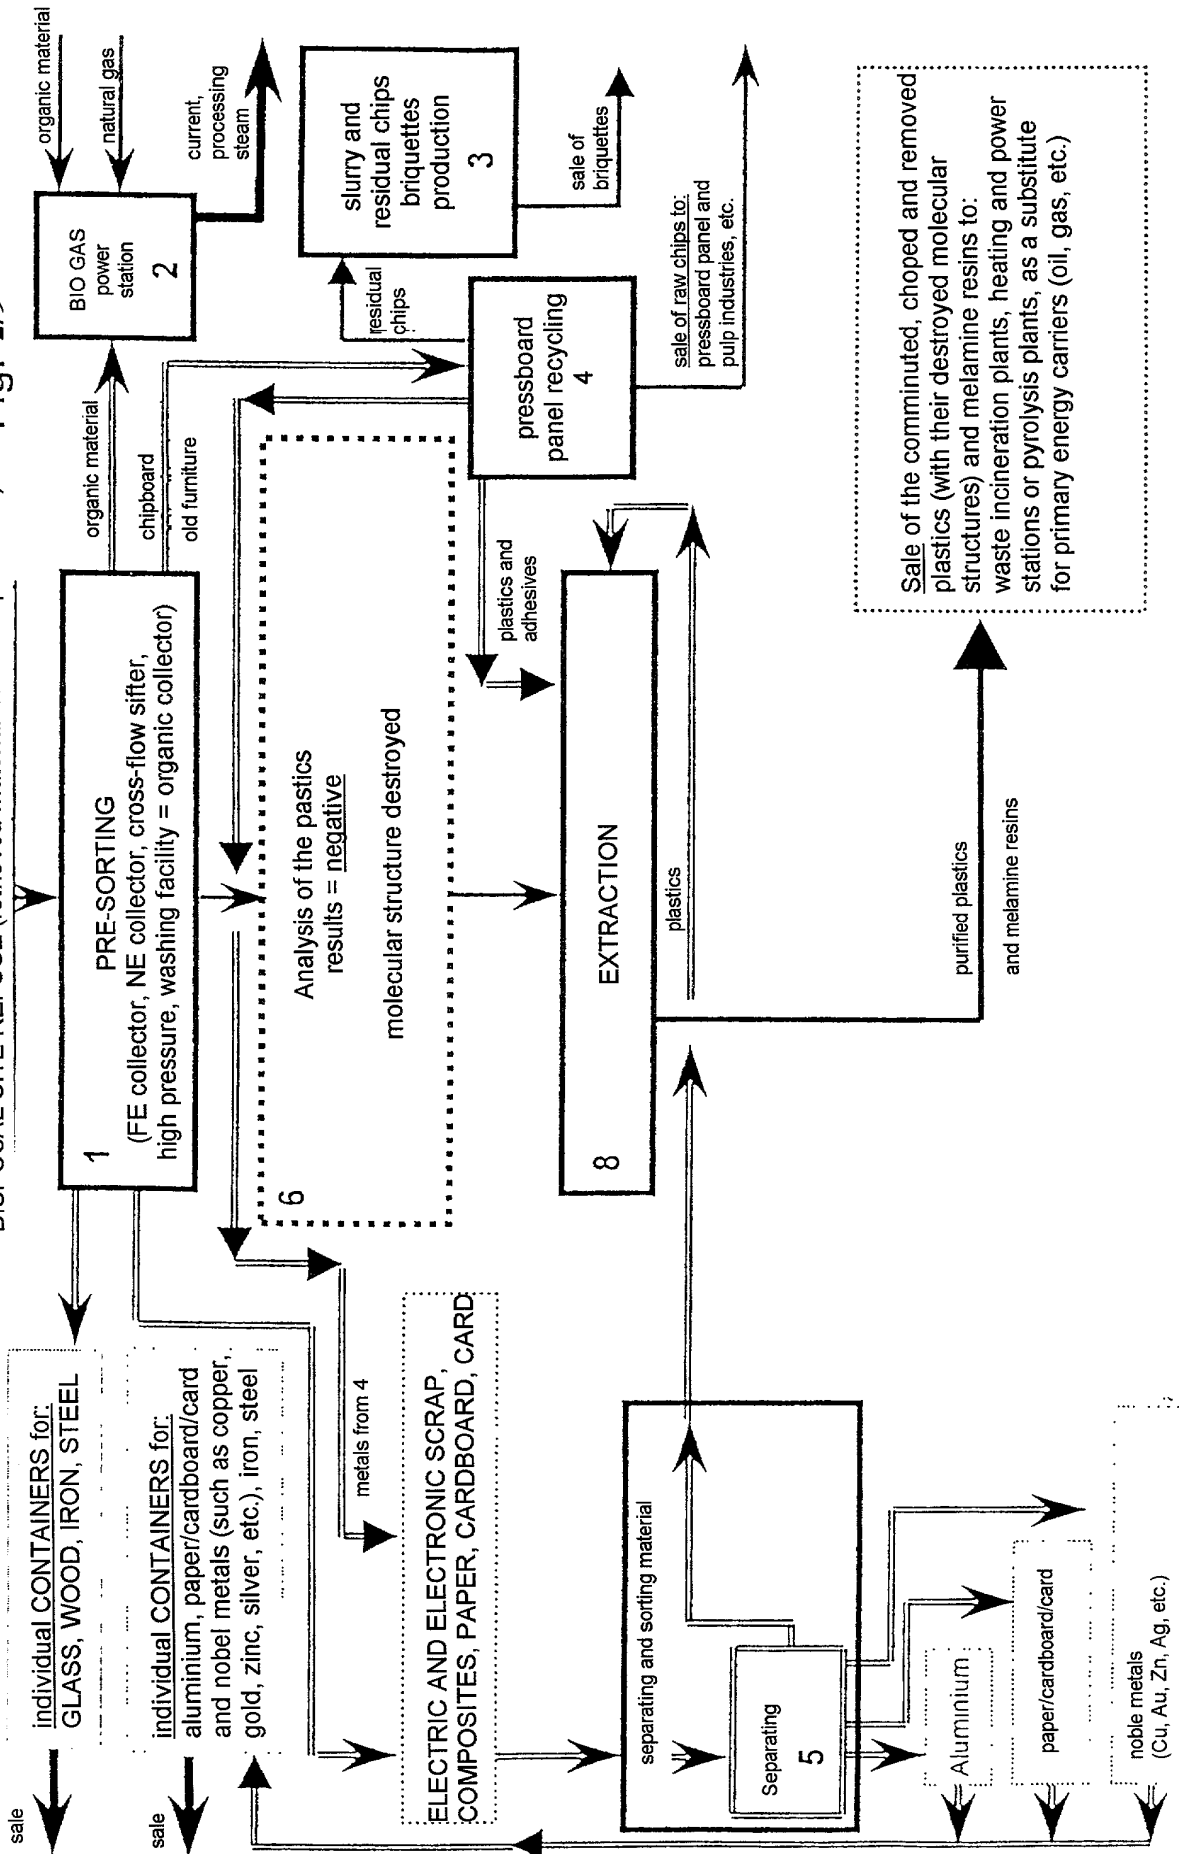 1
PRE-SORTING
(FE collector, NE collector, cross-flow sifter,
high pressure, washing facility = organic collector)
organic material
natural gas
BIO GAS
power
station
2
current,
processing
steam
organic material
chipboard
old furniture
individual CONTAINERS for:
GLASS, WOOD, IRON, STEEL
sale
individual CONTAINERS for:
aluminium, paper/cardboard/card
and nobel metals (such as copper,
gold, zinc, silver, etc.), iron, steel
sale
slurry and
residual chips
briquettes
production
3
sale of
briquettes
residual
chips
pressboard
panel recycling
4
sale of raw chips to:
pressboard panel and
pulp industries, etc.
6
Analysis of the pastics
results = negative
molecular structure destroyed
metals from 4
plastics and
adhesives
ELECTRIC AND ELECTRONIC SCRAP,
COMPOSITES, PAPER, CARDBOARD, CARD
8
EXTRACTION
plastics
separating and sorting material
Separating
5
Aluminium
paper/cardboard/card
noble metals
(Cu, Au, Zn, Ag, etc.)
purified plastics
and melamine resins
Sale of the comminuted, choped and removed
plastics (with their destroyed molecular
structures) and melamine resins to:
waste incineration plants, heating and power
stations or pyrolysis plants, as a substitute
for primary energy carriers (oil, gas, etc.)